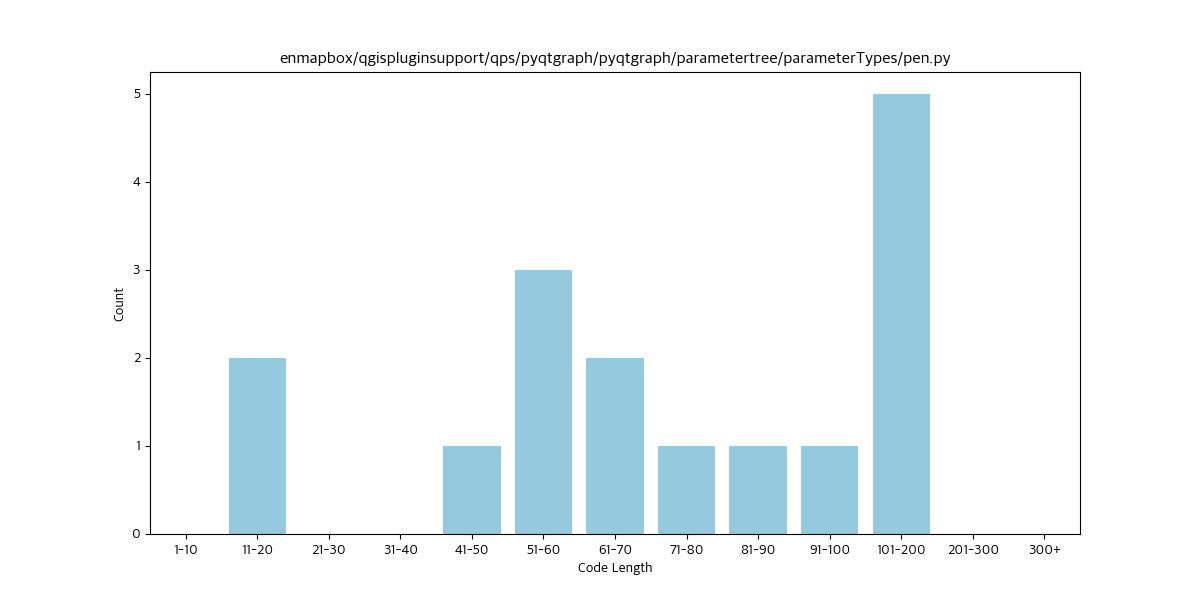 enmapbox/qgispluginsupport/qps/pyqtgraph/pyqtgraph/parametertree/parameterTypes/pen.py
5
4
3
2
1
0
Count
1-10 11-20 21-30 31-40 41-50 51-60 61-70 71-80 81-90 91-100 101-200 201-300 300+
Code Length